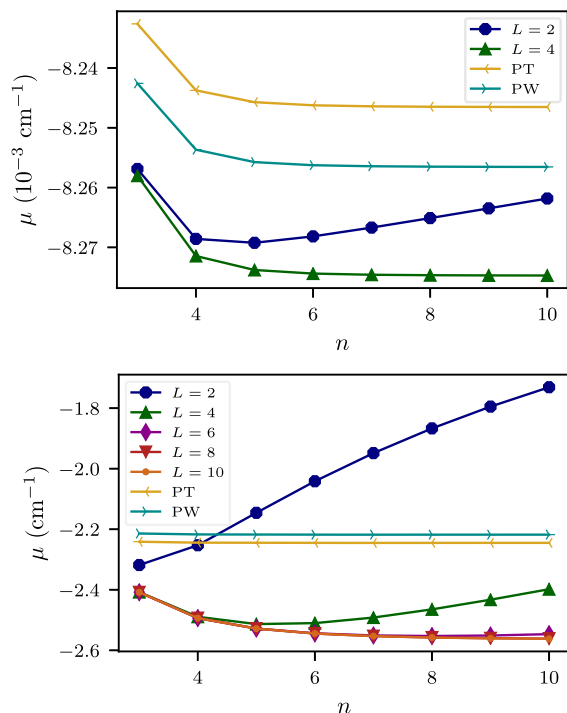 L = 2
L = 4
PT
PW
−8.24
−8.25
−8.26
−8.27
μ (10⁻³ cm⁻¹)
4
6
8
10
n
L = 2
L = 4
L = 6
L = 8
L = 10
PT
PW
−1.8
−2.0
−2.2
−2.4
−2.6
μ (cm⁻¹)
4
6
8
10
n